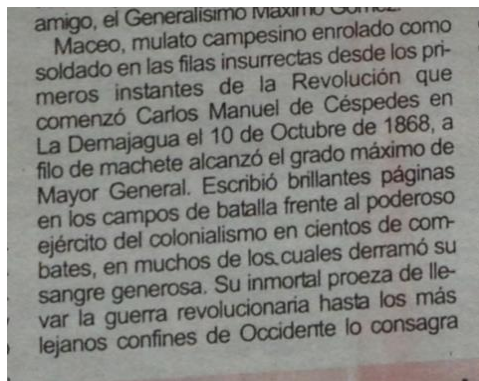 amigo, el Generalísimo Máximo Gómez.
Maceo, mulato campesino enrolado como
soldado en las filas insurrectas desde los pri-
meros instantes de la Revolución que
comenzó Carlos Manuel de Céspedes en
La Demajagua el 10 de Octubre de 1868, a
filo de machete alcanzó el grado máximo de
Mayor General. Escribió brillantes páginas
en los campos de batalla frente al poderoso
ejército del colonialismo en cientos de com-
bates, en muchos de los cuales derramó su
sangre generosa. Su inmortal proeza de lle-
var la guerra revolucionaria hasta los más
lejanos confines de Occidente lo consagra